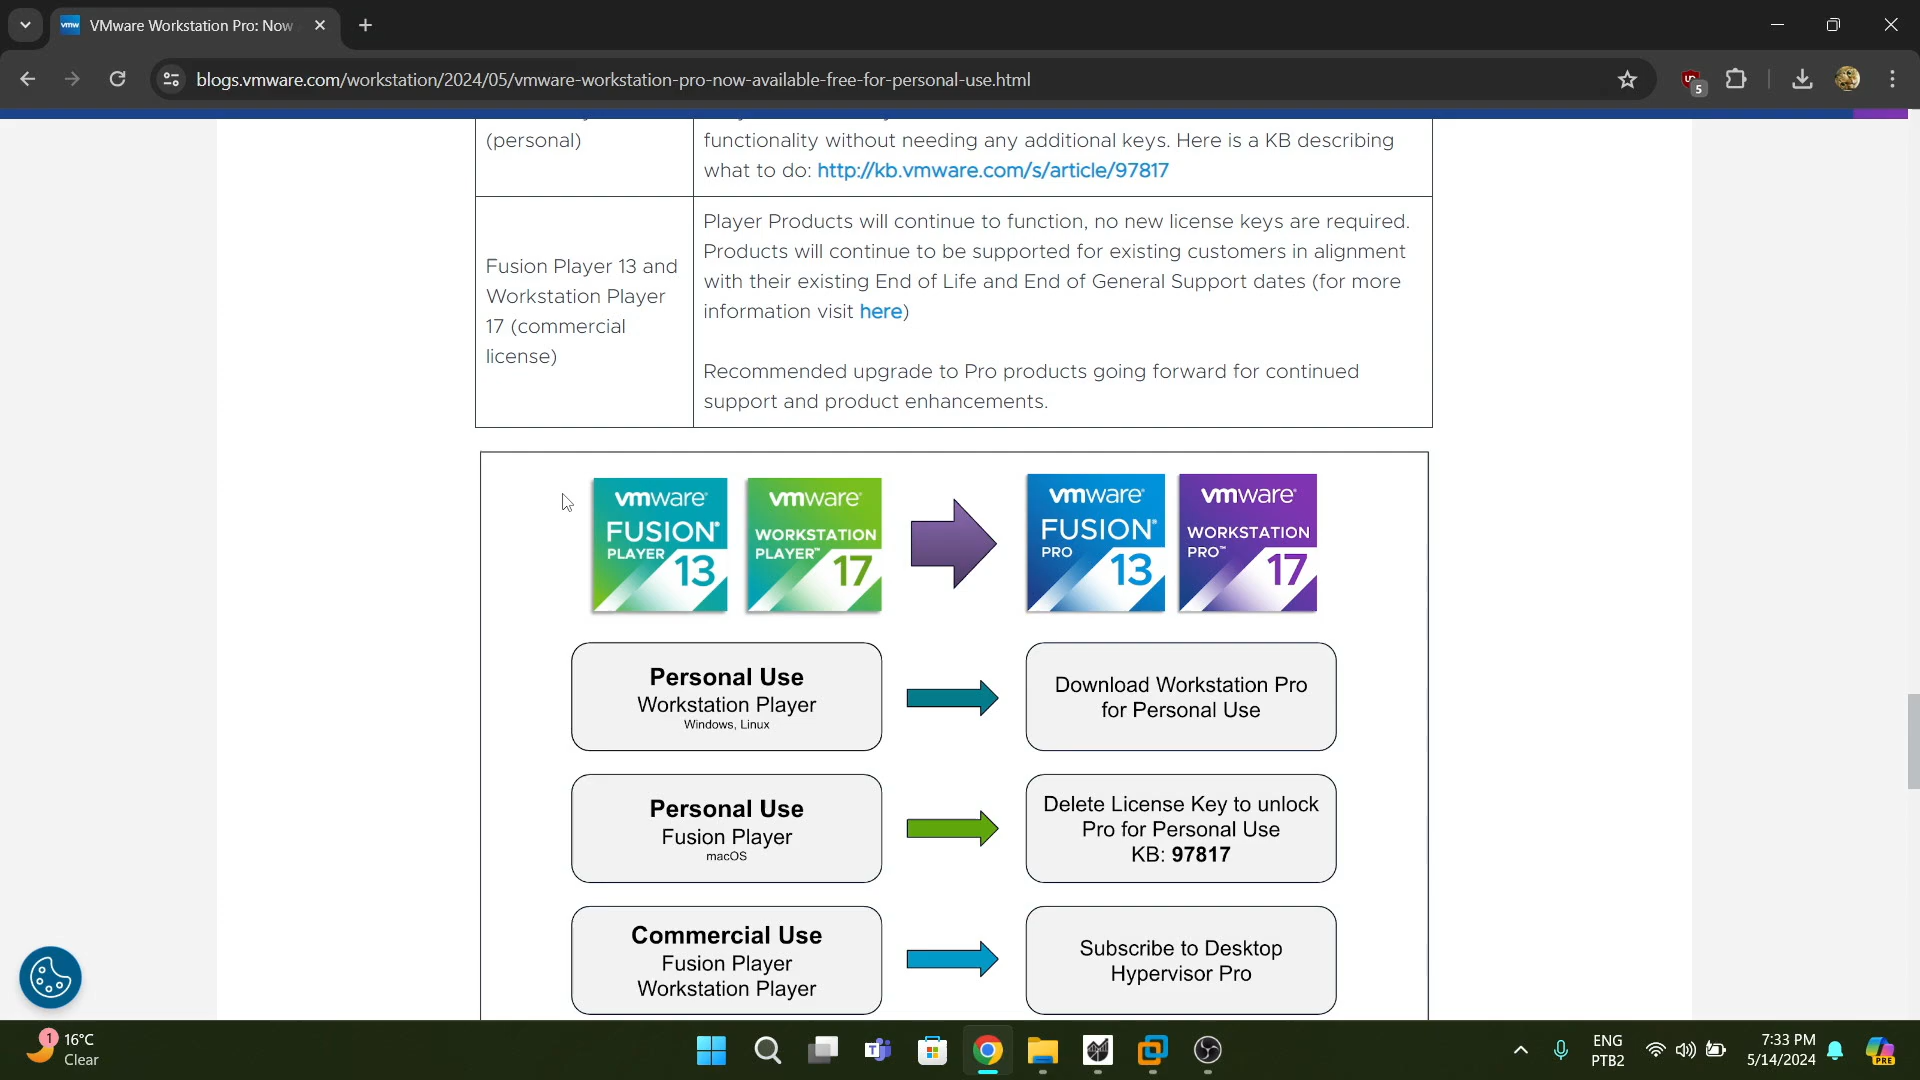 vmw VMware Workstation Pro: Now
blogs.vmware.com/workstation/2024/05/vmware-workstation-pro-now-available-free-for-personal-use.html
5
(personal)
functionality without needing any additional keys. Here is a KB describing
what to do: http://kb.vmware.com/s/article/97817
Fusion Player 13 and
Workstation Player
17 (commercial
license)
Player Products will continue to function, no new license keys are required.
Products will continue to be supported for existing customers in alignment
with their existing End of Life and End of General Support dates (for more
information visit here)
Recommended upgrade to Pro products going forward for continued
support and product enhancements.
vmware®
FUSION®
PLAYER
13
vmware®
WORKSTATION
PLAYER™
17
vmware®
FUSION®
PRO
13
vmware®
WORKSTATION
PRO™
17
Personal Use
Workstation Player
Windows, Linux
Download Workstation Pro
for Personal Use
Personal Use
Fusion Player
macOS
Delete License Key to unlock
Pro for Personal Use
KB: 97817
Commercial Use
Fusion Player
Workstation Player
Subscribe to Desktop
Hypervisor Pro
1
16°C
Clear
ENG
PTB2
7:33 PM
5/14/2024
PRE